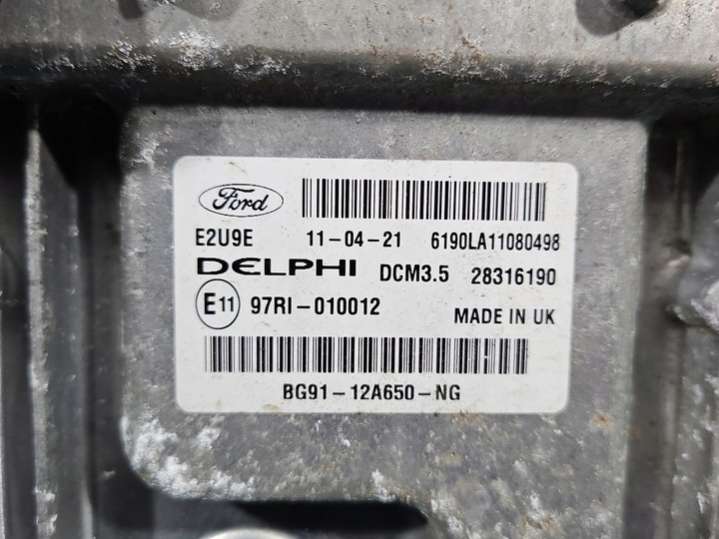 Ford
E2U9E 11-04-21 6190LA11080498
DELPHI DCM3.5 28316190
E11 97RI-010012 MADE IN UK
BG91-12A650-NG